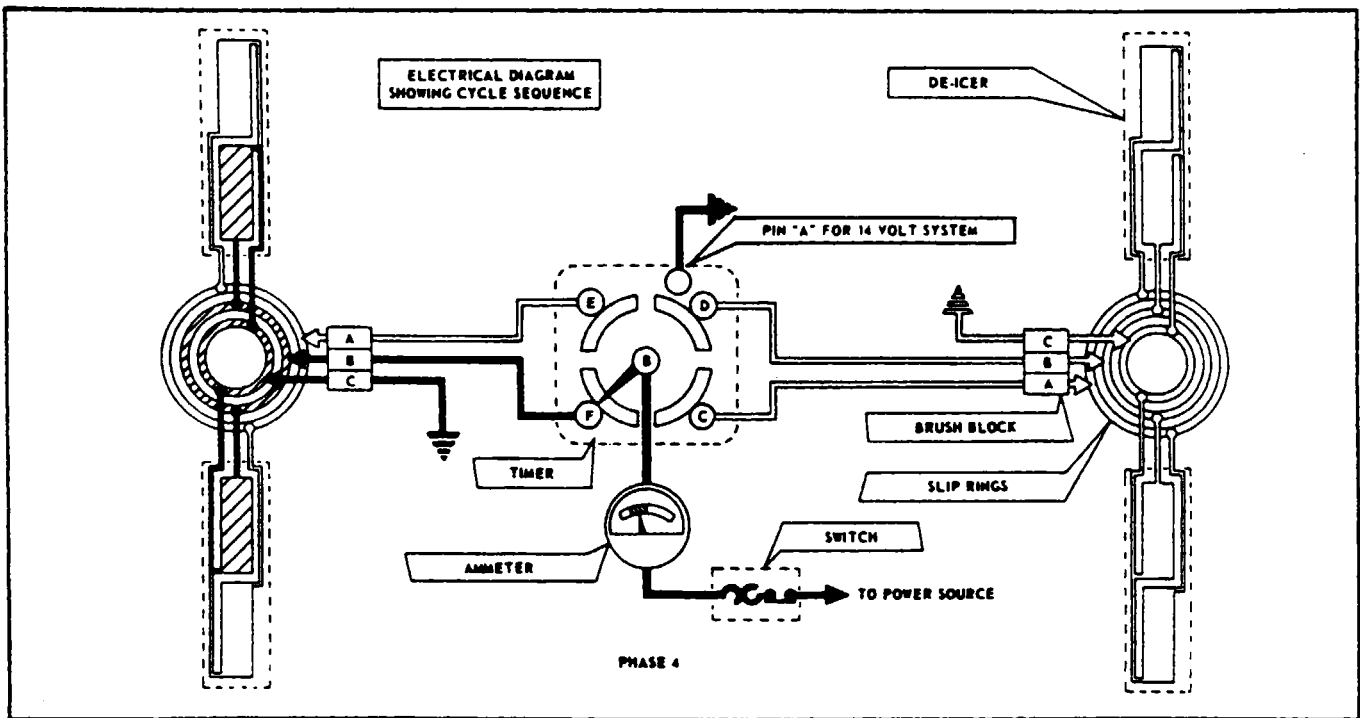 ELECTRICAL DIAGRAM
SHOWING CYCLE SEQUENCE
DE-ICER
PIN "A" FOR 14 VOLT SYSTEM
E
D
A
B
C
B
F
C
C
B
A
BRUSH BLOCK
TIMER
SLIP RINGS
SWITCH
AMMETER
TO POWER SOURCE
PHASE 4